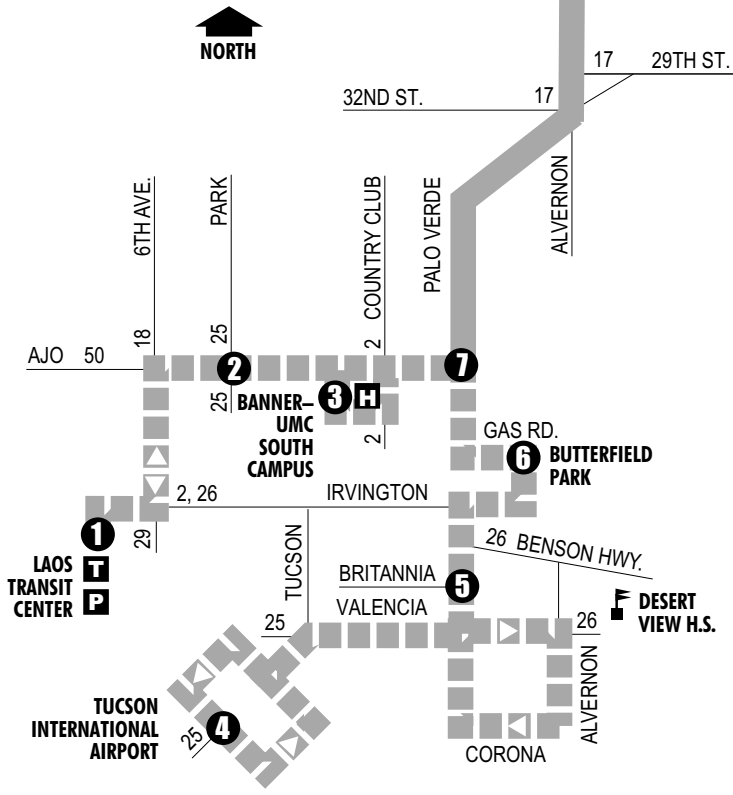 NORTH
17
29TH ST.
32ND ST.
17
6TH AVE.
PARK
COUNTRY CLUB
PALO VERDE
ALVERNON
AJO 50
18
25
2
2
7
25
3
H
BANNER–
UMC
SOUTH
CAMPUS
2
GAS RD.
6
BUTTERFIELD
PARK
2, 26
IRVINGTON
1
29
LAOS
TRANSIT
CENTER
T
P
TUCSON
26 BENSON HWY.
BRITANNIA
5
VALENCIA
25
26
DESERT
VIEW H.S.
ALVERNON
TUCSON
INTERNATIONAL
AIRPORT
25
4
CORONA